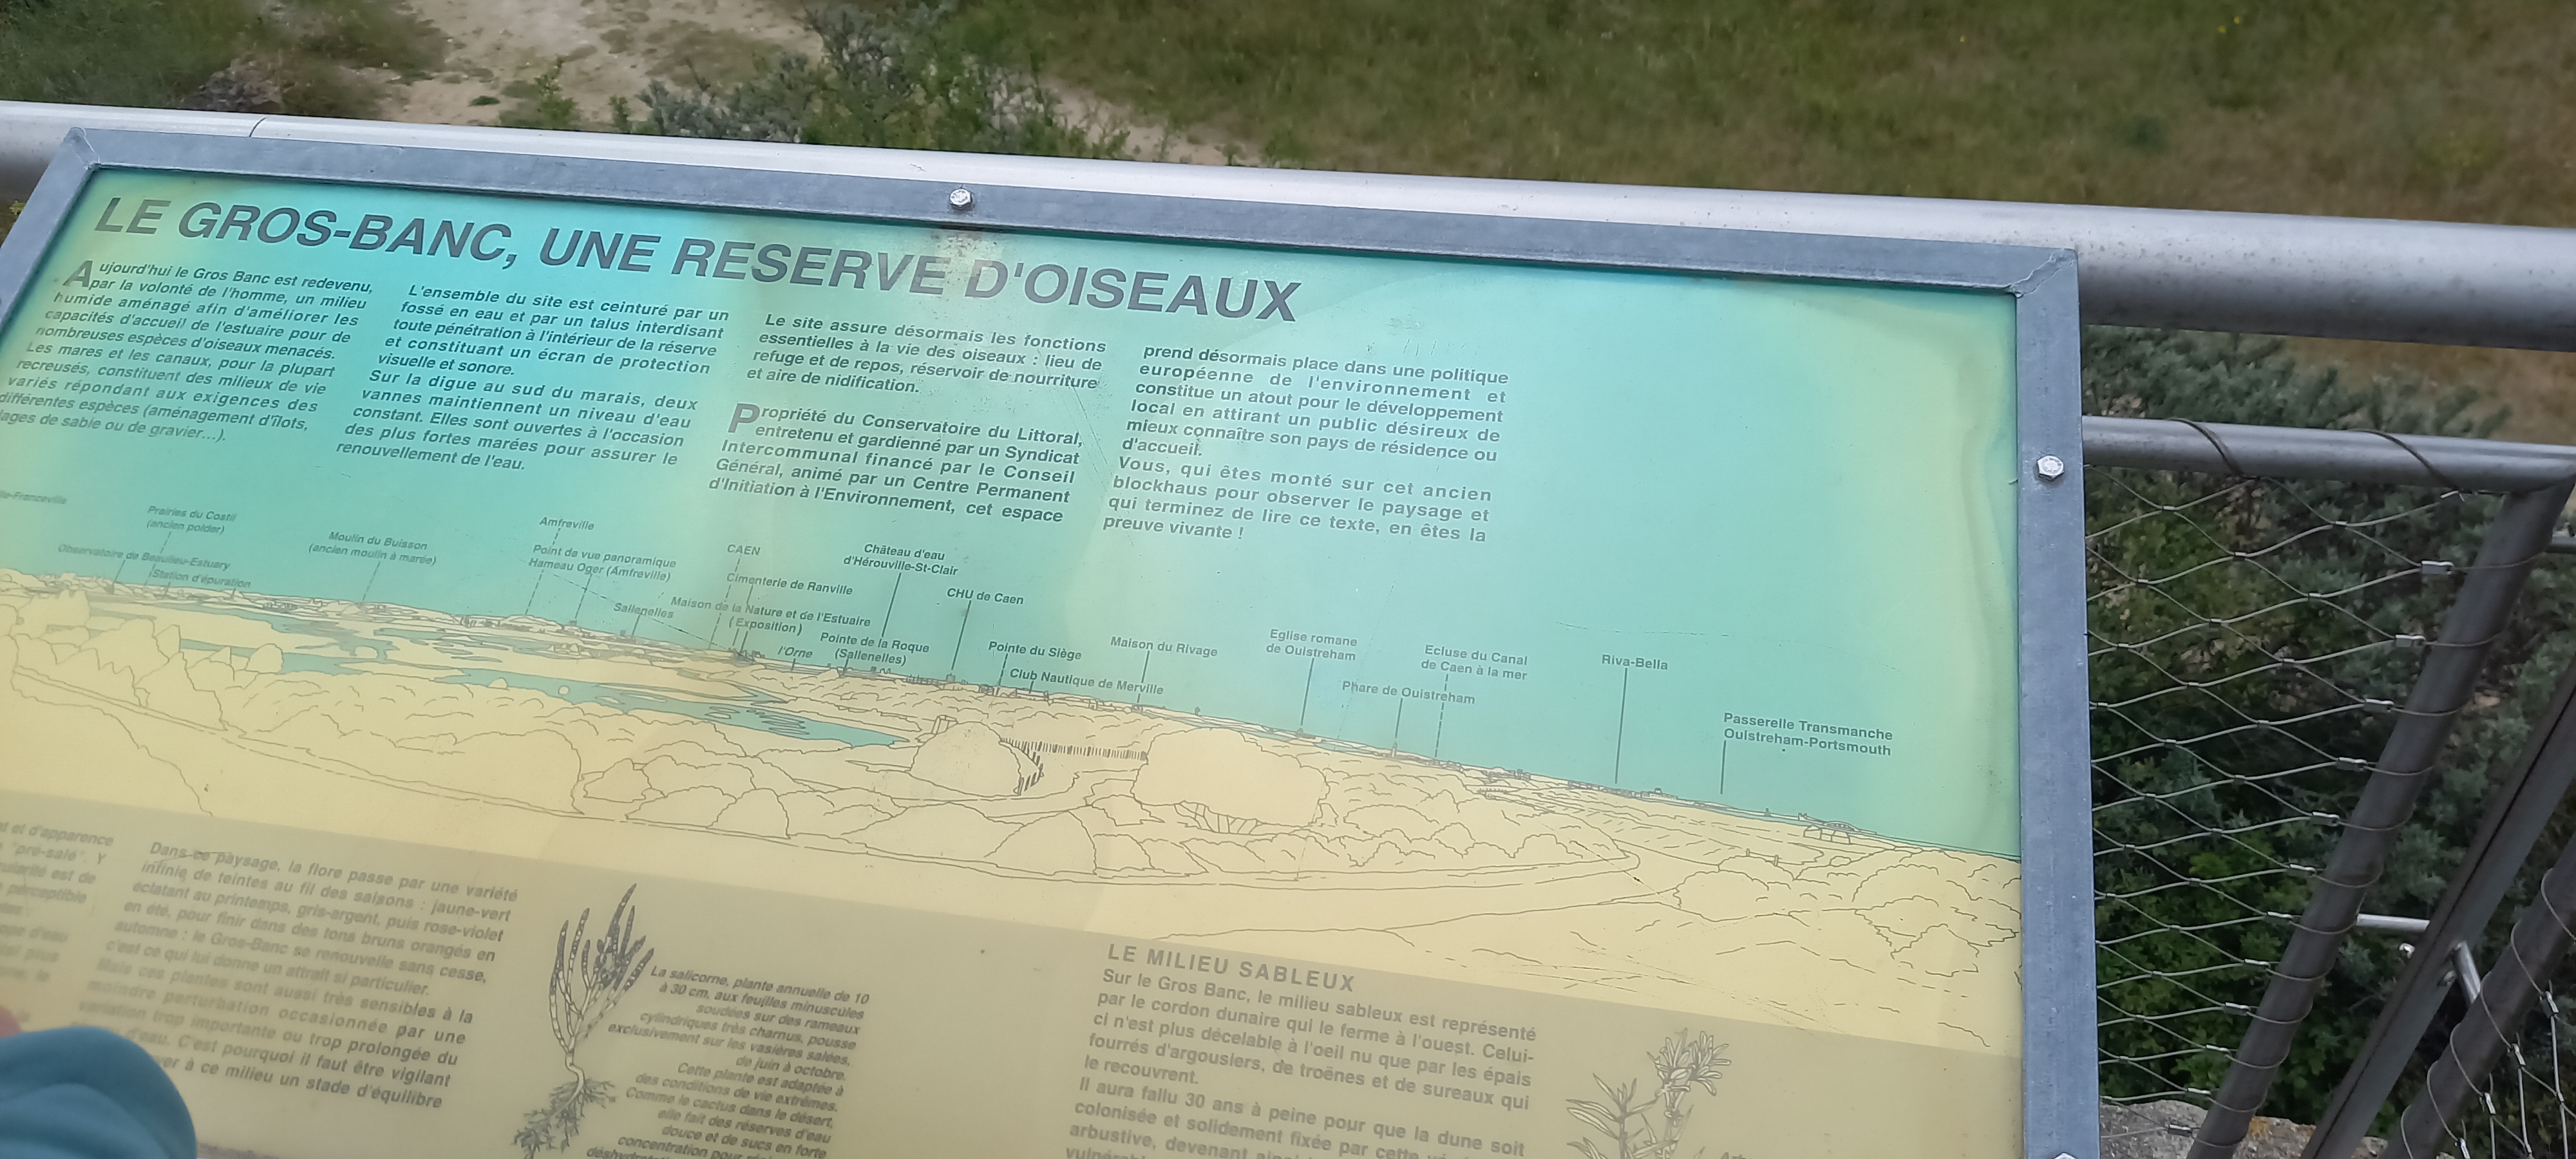 LE GROS-BANC, UNE RESERVE D'OISEAUX
Aujourd'hui le Gros Banc est redevenu,
par la volonté de l'homme, un milieu
humide aménagé afin d'améliorer les
capacités d'accueil de l'estuaire pour de
nombreuses espèces d'oiseaux menacés.
Les mares et les canaux, pour la plupart
recreusés, constituent des milieux de vie
variés répondant aux exigences des
différentes espèces (aménagement d'îlots,
lages de sable ou de gravier...).
L'ensemble du site est ceinturé par un
fossé en eau et par un talus interdisant
toute pénétration à l'intérieur de la réserve
et constituant un écran de protection
visuelle et sonore.
Sur la digue au sud du marais, deux
vannes maintiennent un niveau d'eau
constant. Elles sont ouvertes à l'occasion
des plus fortes marées pour assurer le
renouvellement de l'eau.
Le site assure désormais les fonctions
essentielles à la vie des oiseaux : lieu de
refuge et de repos, réservoir de nourriture
et aire de nidification.
Propriété du Conservatoire du Littoral,
entretenu et gardienné par un Syndicat
Intercommunal financé par le Conseil
Général, animé par un Centre Permanent
d'Initiation à l'Environnement, cet espace
prend désormais place dans une politique
européenne de l'environnement et
constitue un atout pour le développement
local en attirant un public désireux de
mieux connaître son pays de résidence ou
d'accueil.
Vous, qui êtes monté sur cet ancien
blockhaus pour observer le paysage et
qui terminez de lire ce texte, en êtes la
preuve vivante !
lle-Franceville
Prairies du Costil
(ancien polder)
Observatoire de Beaulieu-Estuary
Station d'épuration
Moulin du Buisson
(ancien moulin à marée)
Amfreville
Point de vue panoramique
Hameau Oger (Amfreville)
Sallenelles
CAEN
Cimenterie de Ranville
Maison de la Nature et de l'Estuaire
(Exposition)
l'Orne
Château d'eau
d'Hérouville-St-Clair
Pointe de la Roque
(Sallenelles)
CHU de Caen
Pointe du Siège
Club Nautique de Merville
Maison du Rivage
Eglise romane
de Ouistreham
Phare de Ouistreham
Ecluse du Canal
de Caen à la mer
Riva-Bella
Passerelle Transmanche
Ouistreham-Portsmouth
t et d'apparence
"pré-salé". Y
est de
perceptible
d'eau
plus
Dans ce paysage, la flore passe par une variété
infinie de teintes au fil des saisons : jaune-vert
éclatant au printemps, gris-argent, puis rose-violet
en été, pour finir dans des tons bruns orangés en
automne : le Gros-Banc se renouvelle sans cesse,
c'est ce qui lui donne un attrait si particulier.
Mais ces plantes sont aussi très sensibles à la
moindre perturbation occasionnée par une
variation trop importante ou trop prolongée du
d'eau. C'est pourquoi il faut être vigilant
er à ce milieu un stade d'équilibre
La salicorne, plante annuelle de 10
à 30 cm, aux feuilles minuscules
soudées sur des rameaux
cylindriques très charnus, pousse
exclusivement sur les vasières salées,
de juin à octobre.
Cette plante est adaptée à
des conditions de vie extrêmes.
Comme le cactus dans le désert,
elle fait des réserves d'eau
douce et de sucs en forte
concentration pour
LE MILIEU SABLEUX
Sur le Gros Banc, le milieu sableux est représenté
par le cordon dunaire qui le ferme à l'ouest. Celui-
ci n'est plus décelable à l'oeil nu que par les épais
fourrés d'argousiers, de troënes et de sureaux qui
le recouvrent.
Il aura fallu 30 ans à peine pour que la dune soit
colonisée et solidement fixée par cette
arbustive, devenant